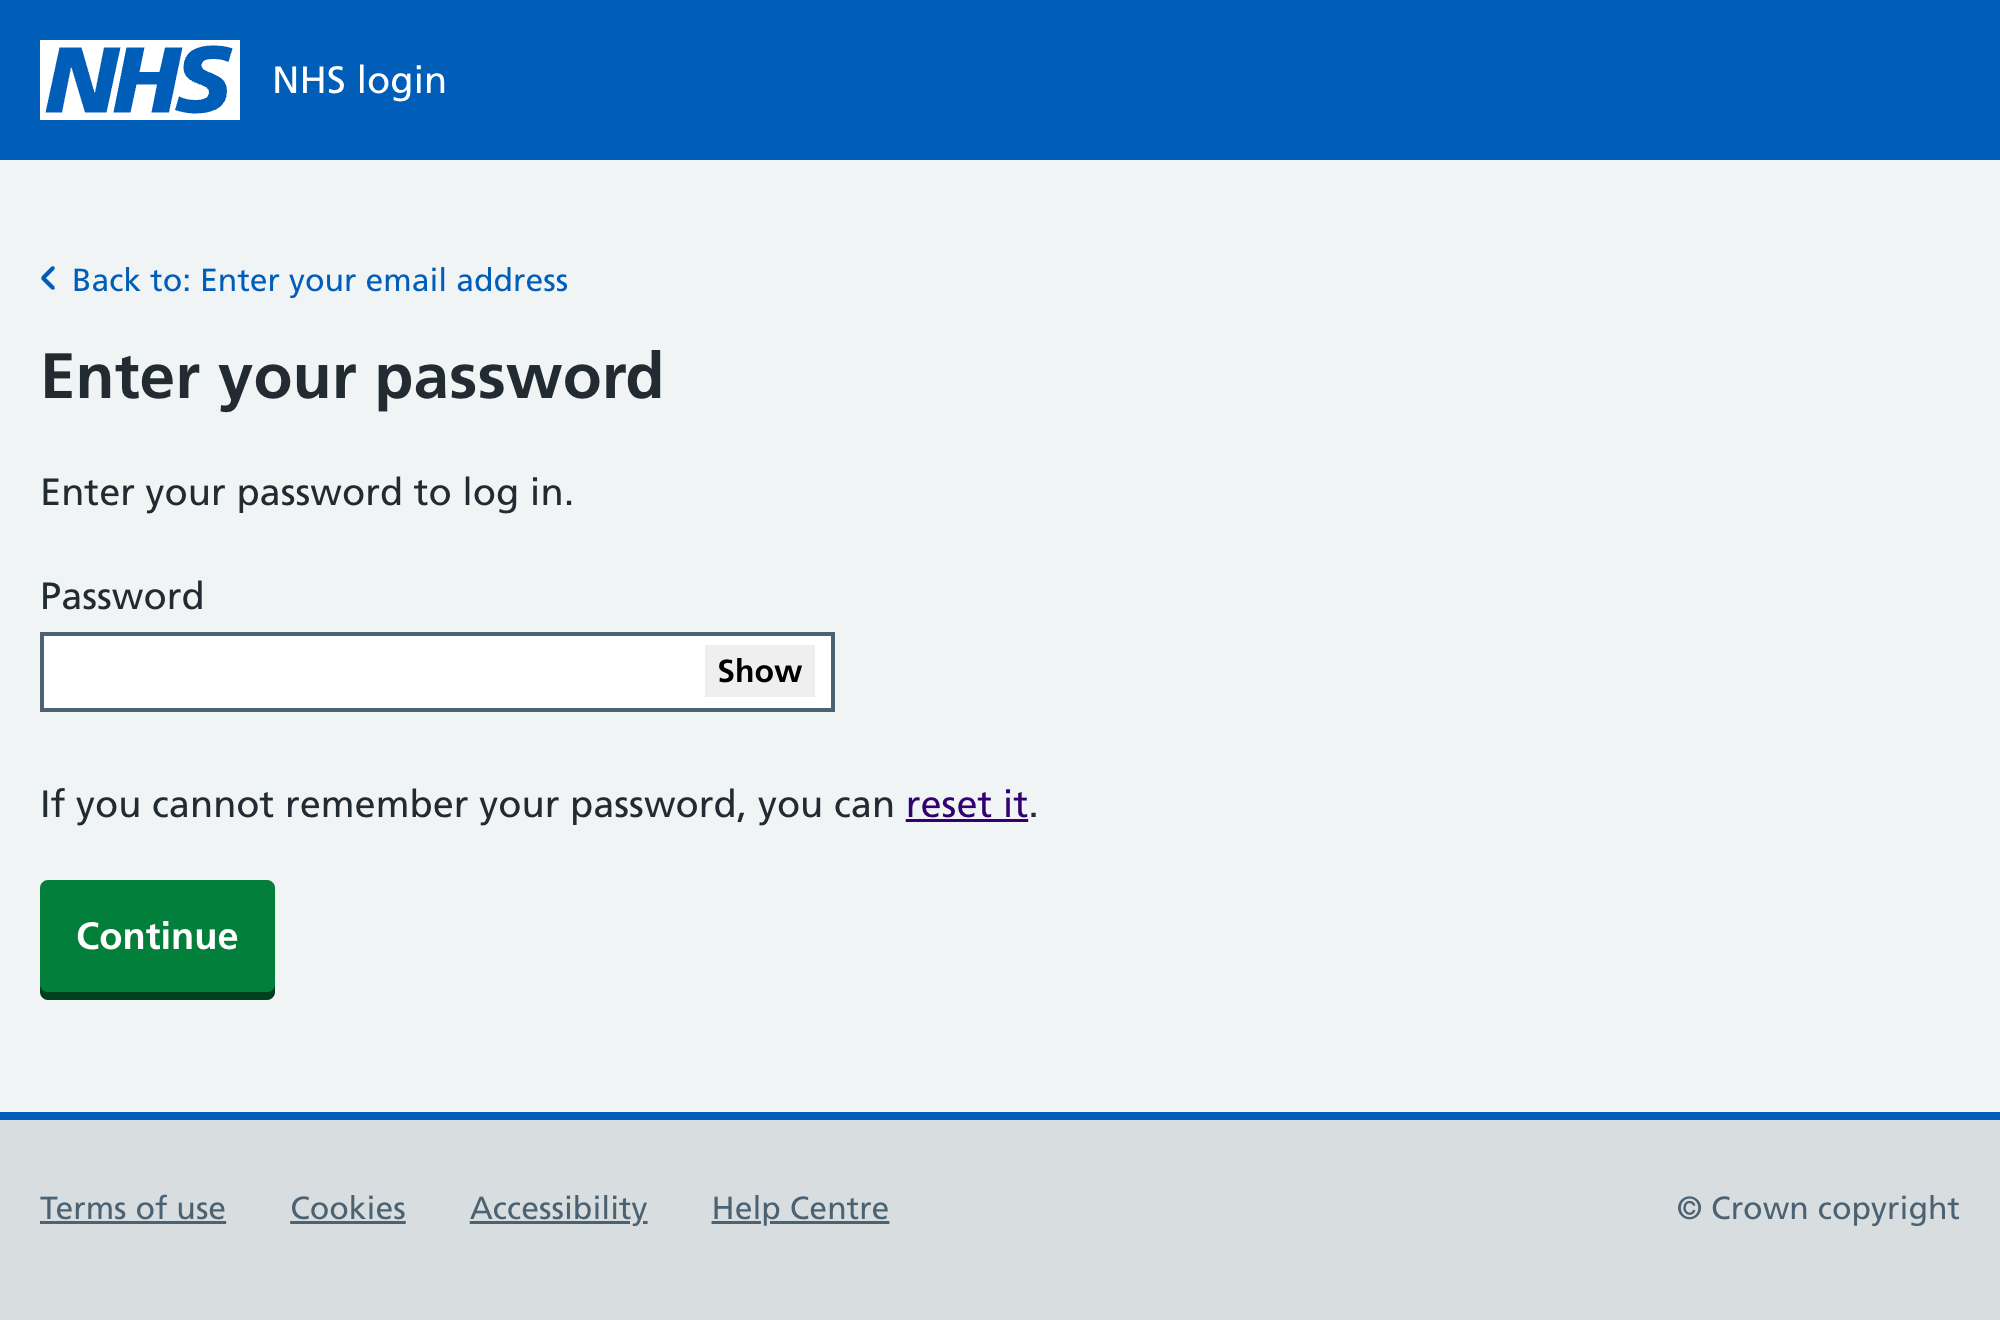 NHS NHS login
Back to: Enter your email address
Enter your password
Enter your password to log in.
Password
Show
If you cannot remember your password, you can reset it.
Continue
Terms of use Cookies Accessibility Help Centre © Crown copyright